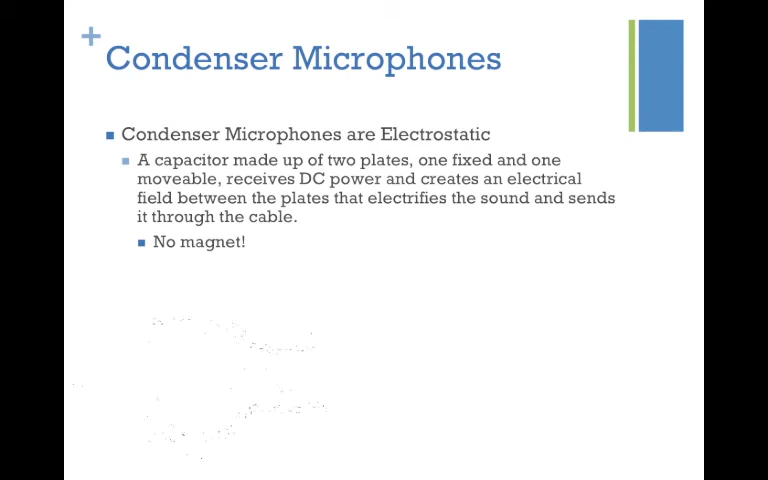 +
Condenser Microphones
Condenser Microphones are Electrostatic
A capacitor made up of two plates, one fixed and one
moveable, receives DC power and creates an electrical
field between the plates that electrifies the sound and sends
it through the cable.
No magnet!